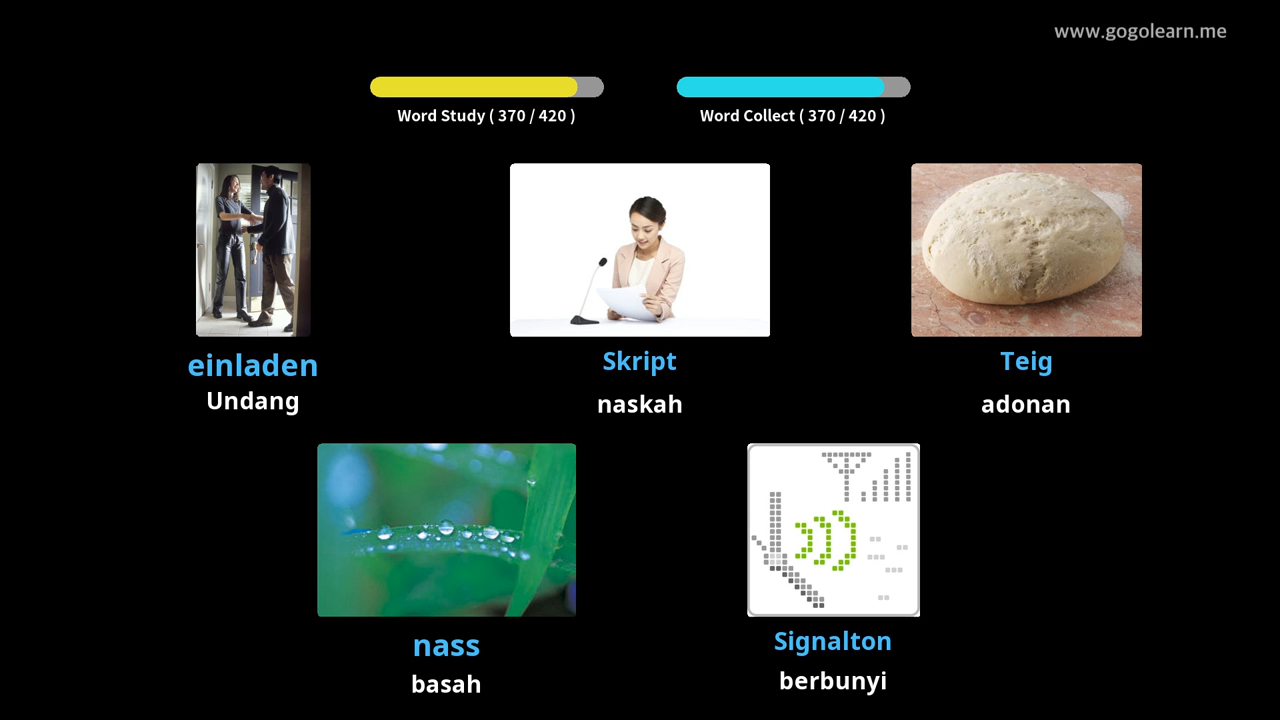 www.gogolearn.me
Word Study ( 370 / 420 )
Word Collect ( 370 / 420 )
einladen
Undang
Skript
naskah
Teig
adonan
nass
basah
Signalton
berbunyi